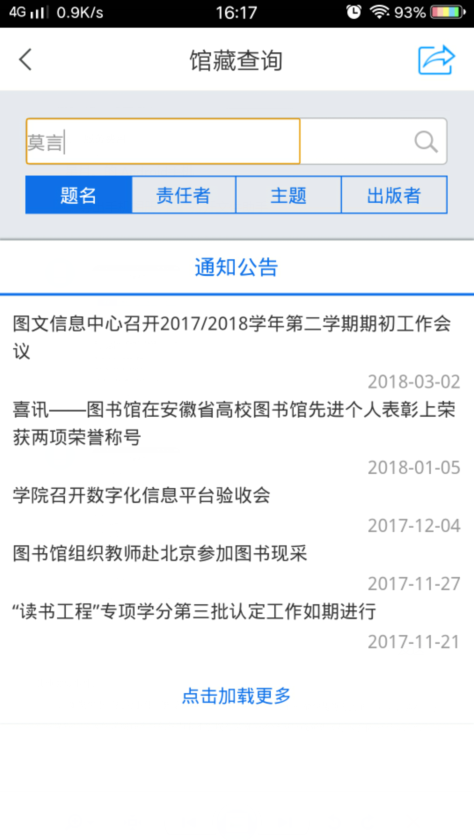 4G 0.9K/s 16:17 93%
馆藏查询
莫言
题名 责任者 主题 出版者
通知公告
图文信息中心召开2017/2018学年第二学期期初工作会
议
2018-03-02
喜讯——图书馆在安徽省高校图书馆先进个人表彰上荣
获两项荣誉称号
2018-01-05
学院召开数字化信息平台验收会
2017-12-04
图书馆组织教师赴北京参加图书现采
2017-11-27
“读书工程”专项学分第三批认定工作如期进行
2017-11-21
点击加载更多